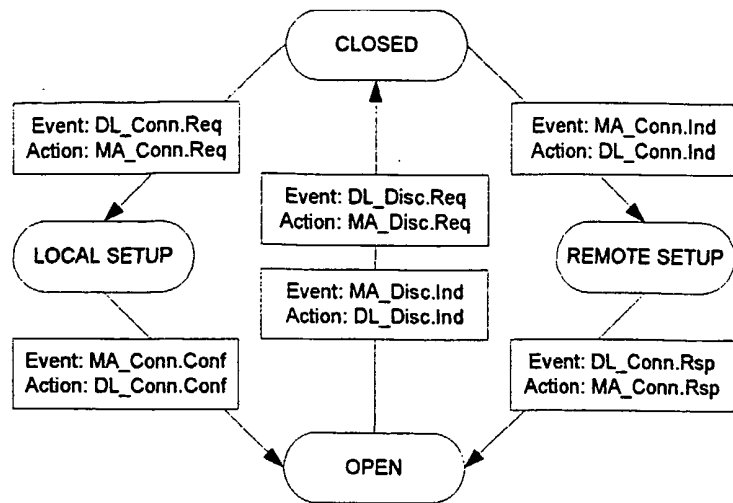 CLOSED
Event: DL_Conn.Req
Action: MA_Conn.Req
Event: MA_Conn.Ind
Action: DL_Conn.Ind
Event: DL_Disc.Req
Action: MA_Disc.Req
LOCAL SETUP
REMOTE SETUP
Event: MA_Disc.Ind
Action: DL_Disc.Ind
Event: MA_Conn.Conf
Action: DL_Conn.Conf
Event: DL_Conn.Rsp
Action: MA_Conn.Rsp
OPEN